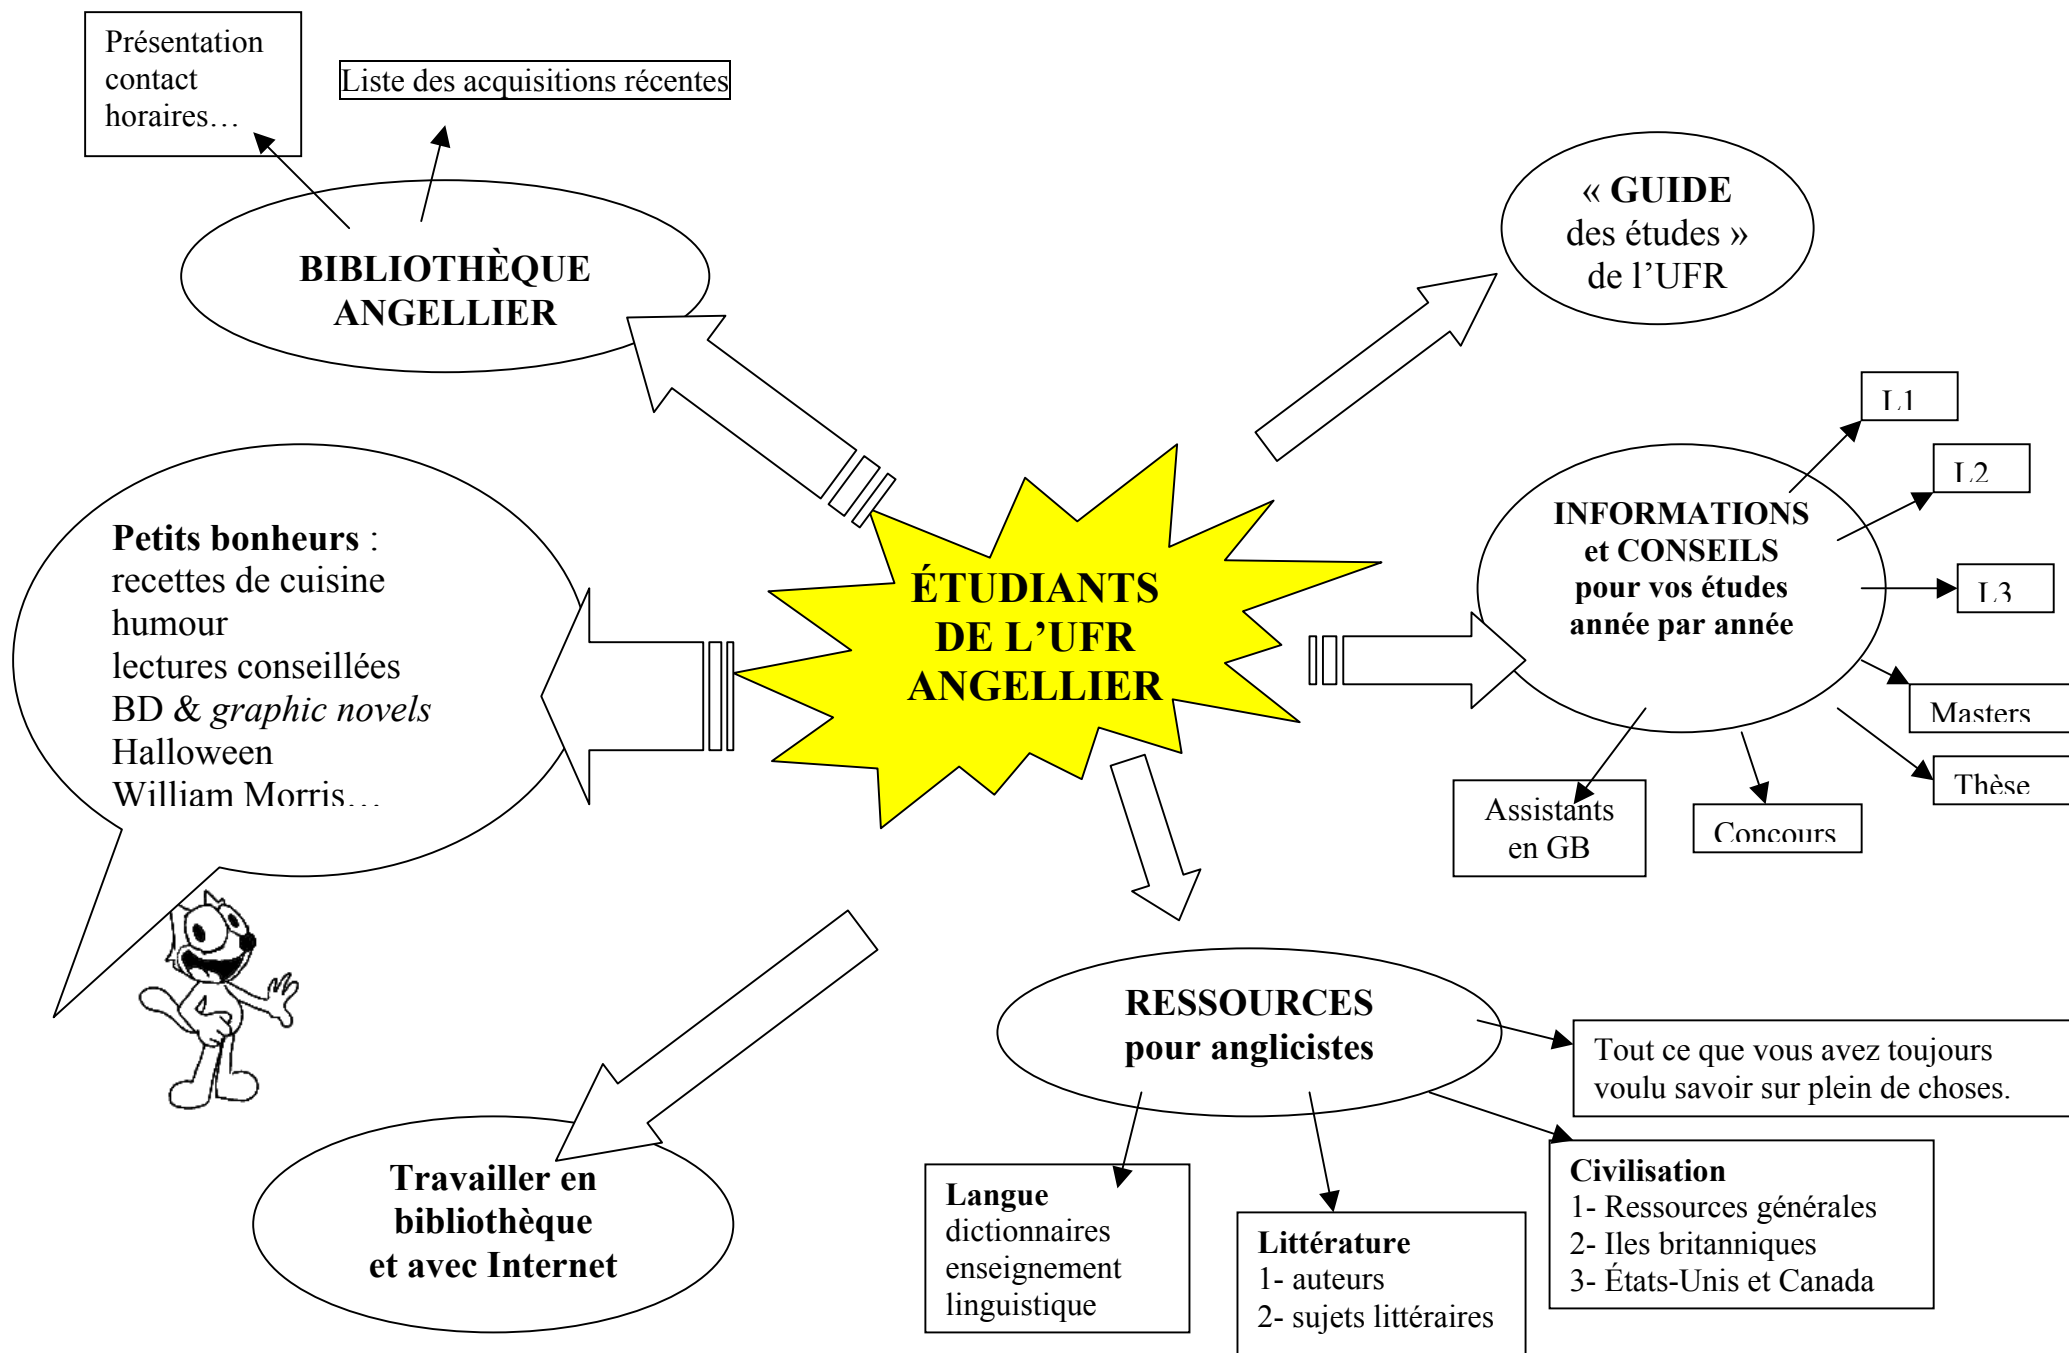 Présentation
contact
horaires…
Liste des acquisitions récentes
BIBLIOTHÈQUE
ANGELLIER
« GUIDE
des études »
de l’UFR
Petits bonheurs :
recettes de cuisine
humour
lectures conseillées
BD & graphic novels
Halloween
William Morris…
ÉTUDIANTS
DE L’UFR
ANGELLIER
INFORMATIONS
et CONSEILS
pour vos études
année par année
L1
L2
L3
Masters
Thèse
Concours
Assistants
en GB
RESSOURCES
pour anglicistes
Tout ce que vous avez toujours
voulu savoir sur plein de choses.
Travailler en
bibliothèque
et avec Internet
Langue
dictionnaires
enseignement
linguistique
Littérature
1- auteurs
2- sujets littéraires
Civilisation
1- Ressources générales
2- Iles britanniques
3- États-Unis et Canada